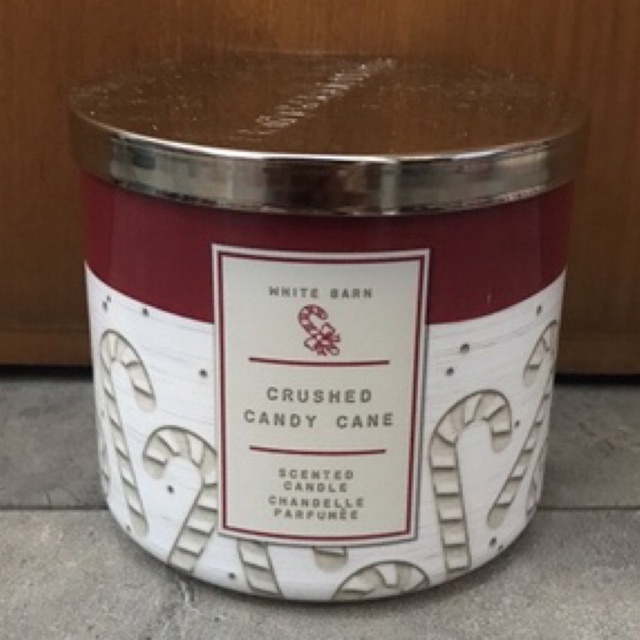 WHITE BARN
CRUSHED
CANDY CANE
SCENTED
CANDLE
CHANDELLE
PARFUMÉE